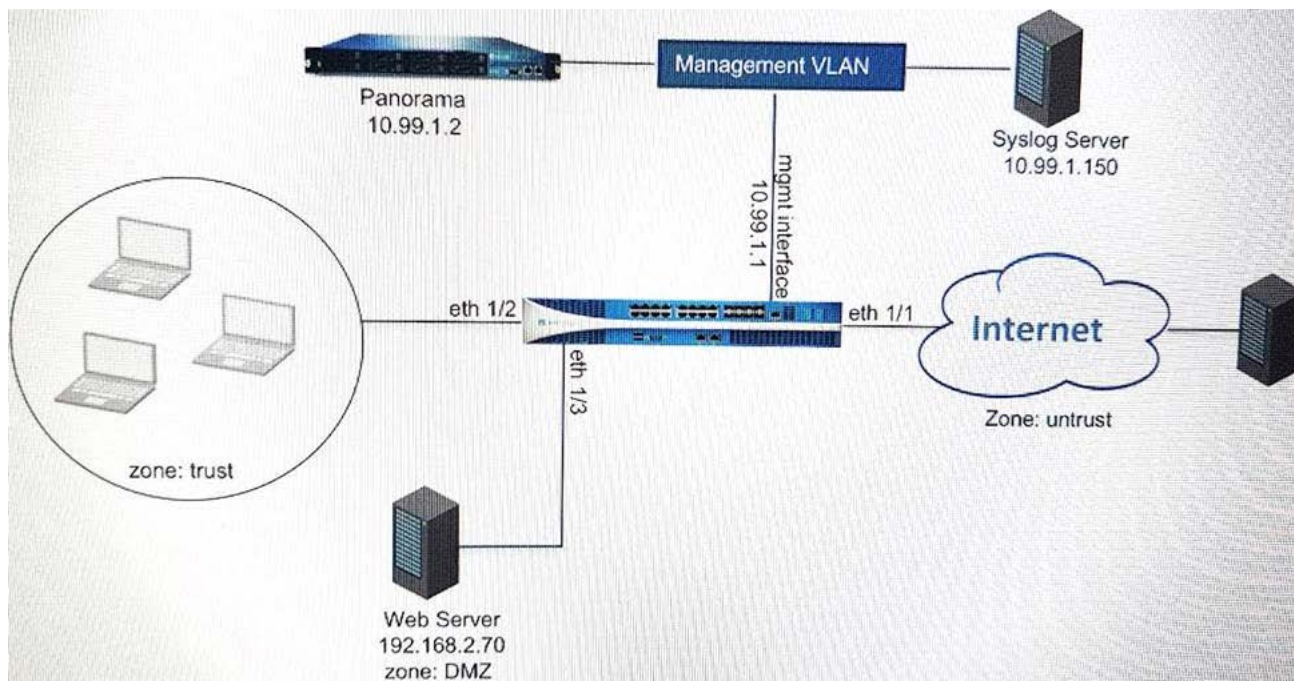 Panorama
10.99.1.2
Management VLAN
Syslog Server
10.99.1.150
mgmt interface
10.99.1.1
eth 1/2
eth 1/1
eth 1/3
Internet
Zone: untrust
zone: trust
Web Server
192.168.2.70
zone: DMZ